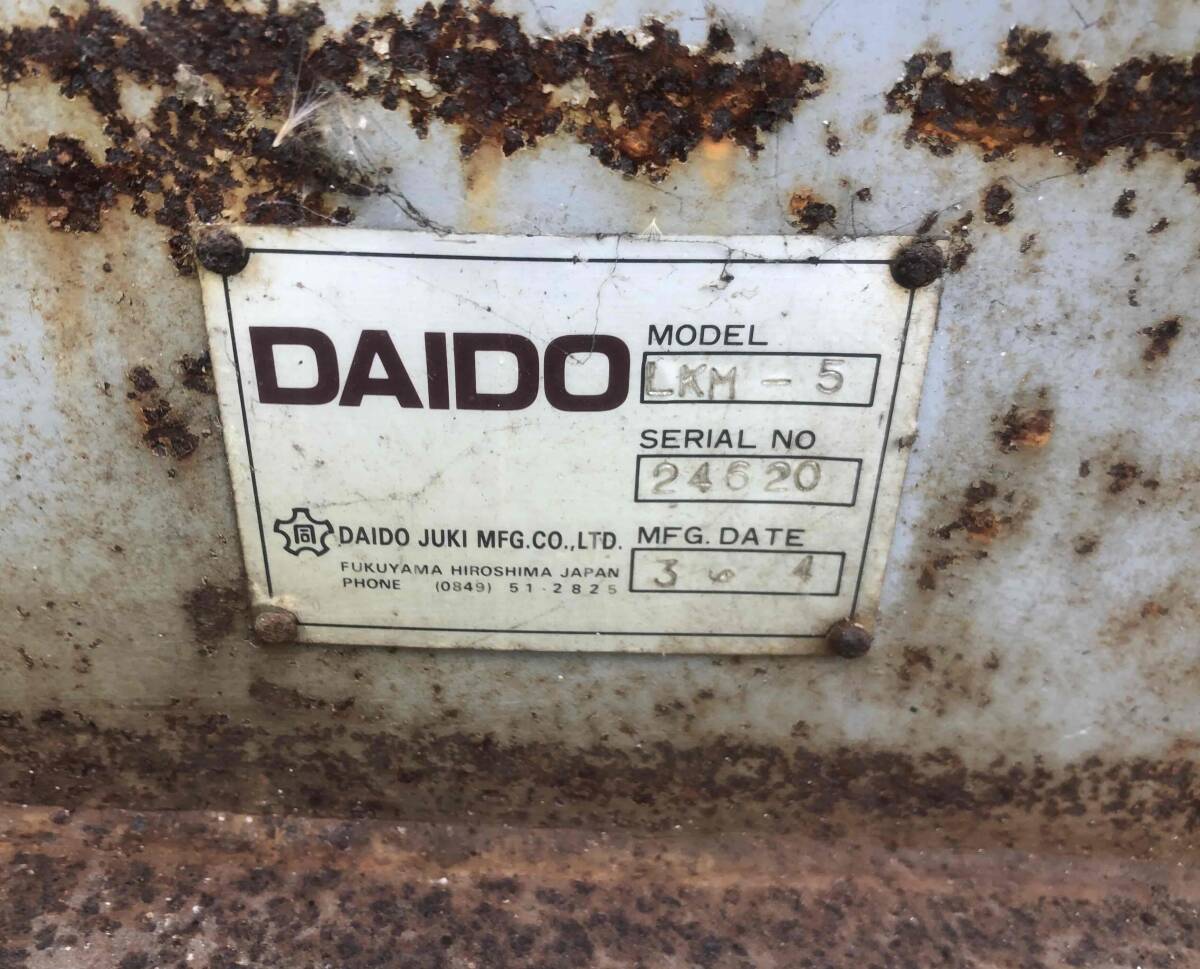 DAIDO
MODEL
LKM - 5
SERIAL NO
24620
同
DAIDO JUKI MFG.CO.,LTD.
FUKUYAMA HIROSHIMA JAPAN
PHONE (0849) 51-2825
MFG. DATE
3 4